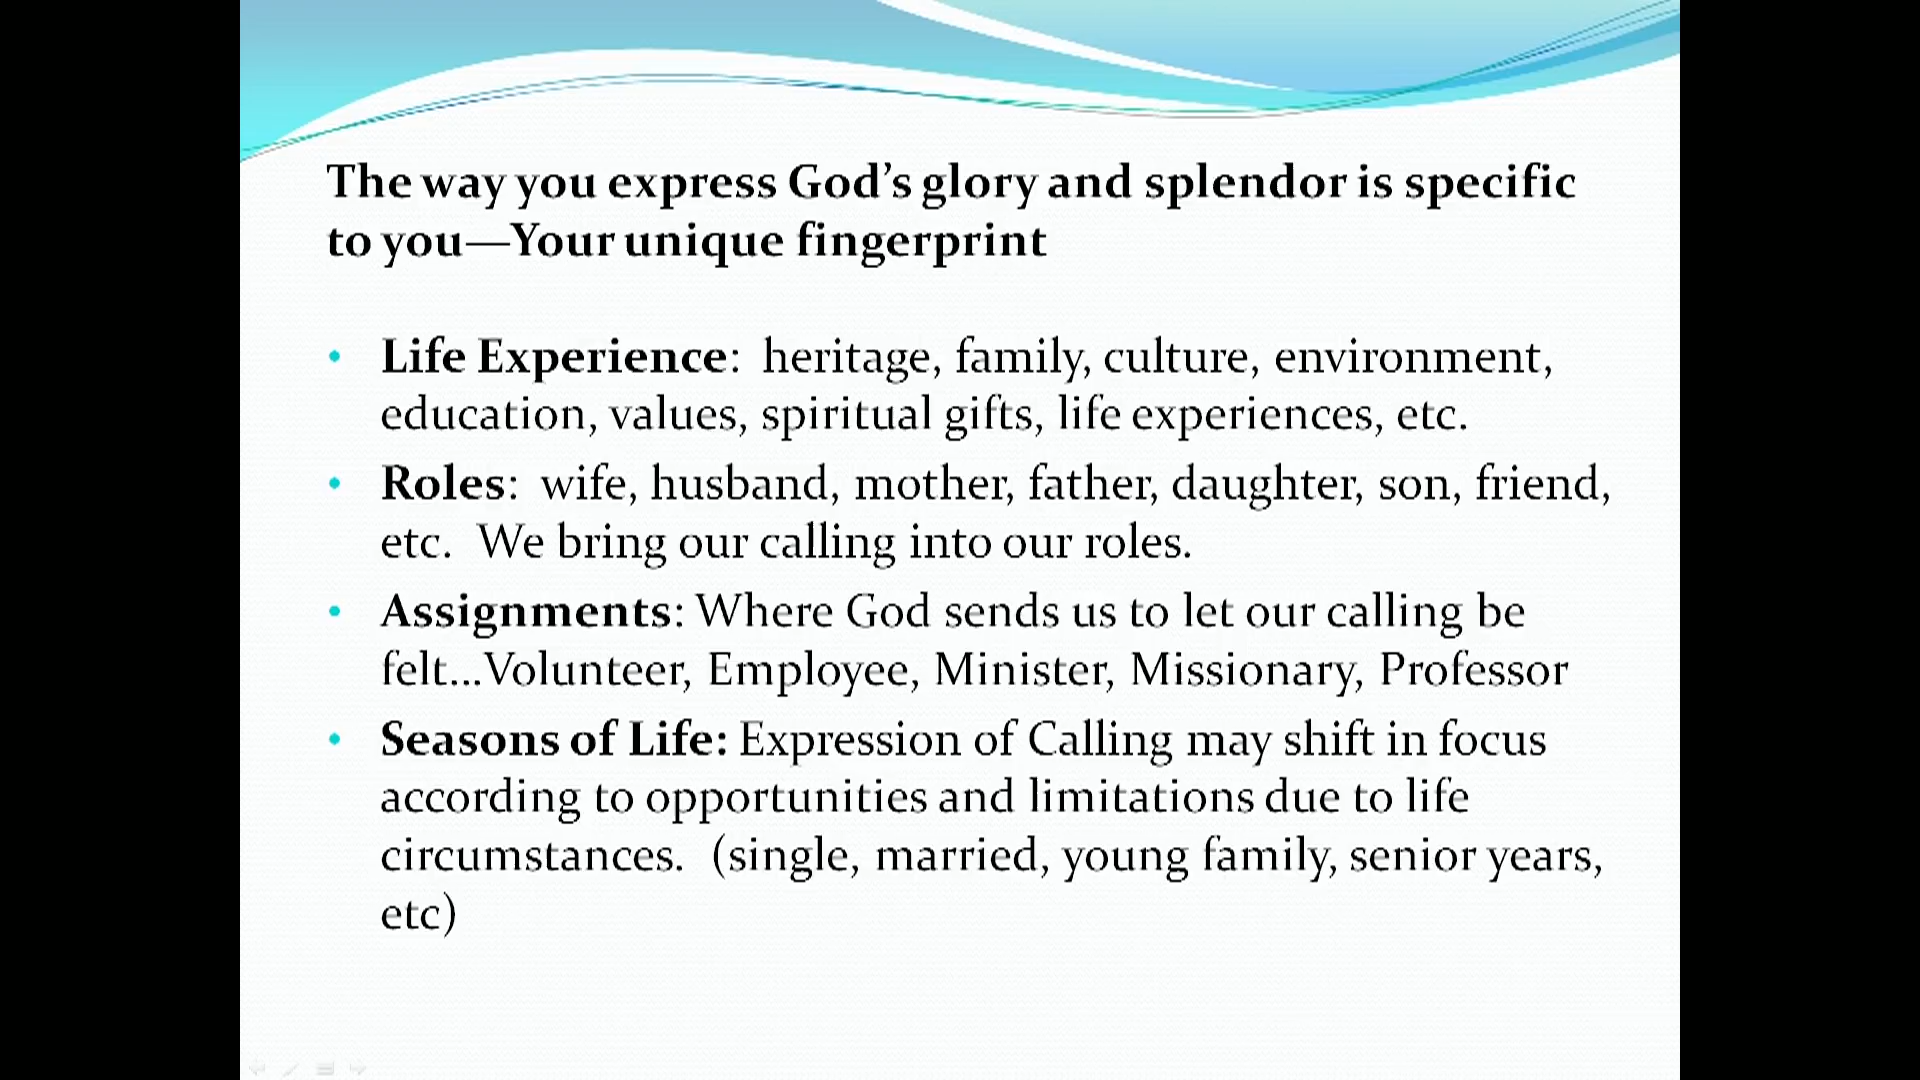 The way you express God's glory and splendor is specific
to you—Your unique fingerprint
• Life Experience:  heritage, family, culture, environment,
education, values, spiritual gifts, life experiences, etc.
• Roles:  wife, husband, mother, father, daughter, son, friend,
etc.  We bring our calling into our roles.
• Assignments: Where God sends us to let our calling be
felt...Volunteer, Employee, Minister, Missionary, Professor
• Seasons of Life: Expression of Calling may shift in focus
according to opportunities and limitations due to life
circumstances.  (single, married, young family, senior years,
etc)